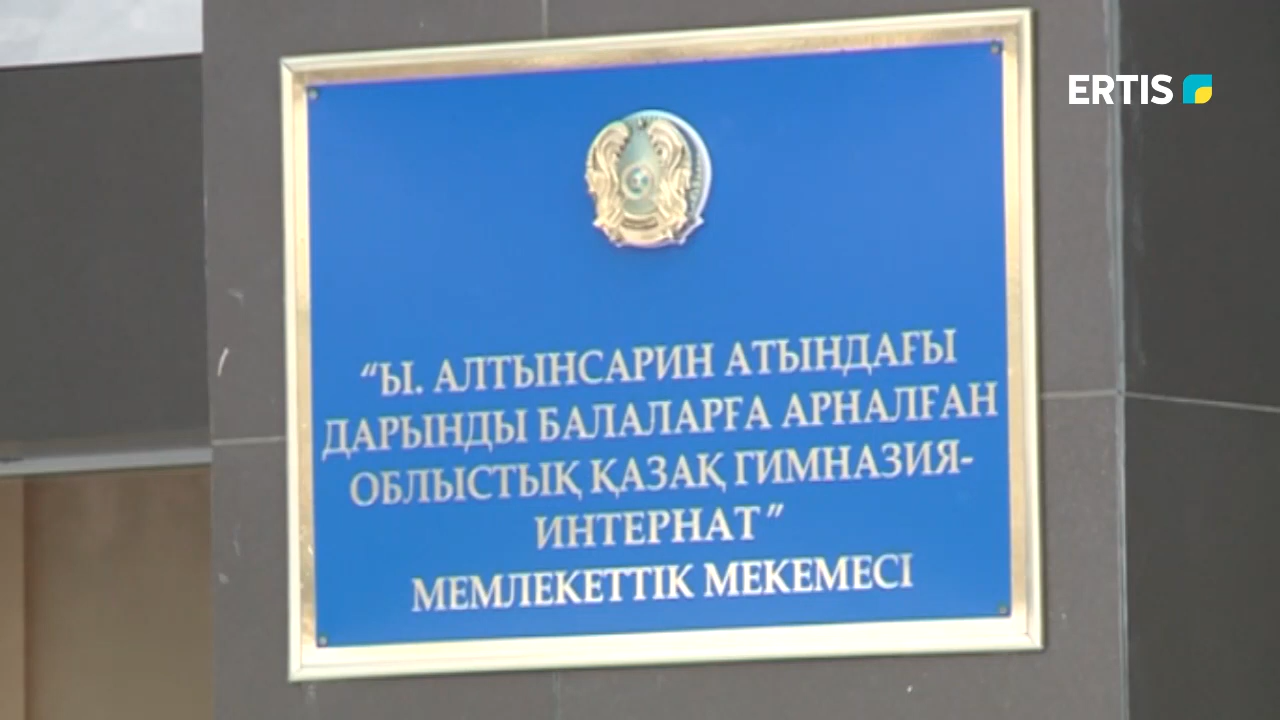 ERTIS
“Ы. АЛТЫНСАРИН АТЫНДАҒЫ
ДАРЫНДЫ БАЛАЛАРҒА АРНАЛҒАН
ОБЛЫСТЫҚ ҚАЗАҚ ГИМНАЗИЯ-
ИНТЕРНАТ”
МЕМЛЕКЕТТІК МЕКЕМЕСІ